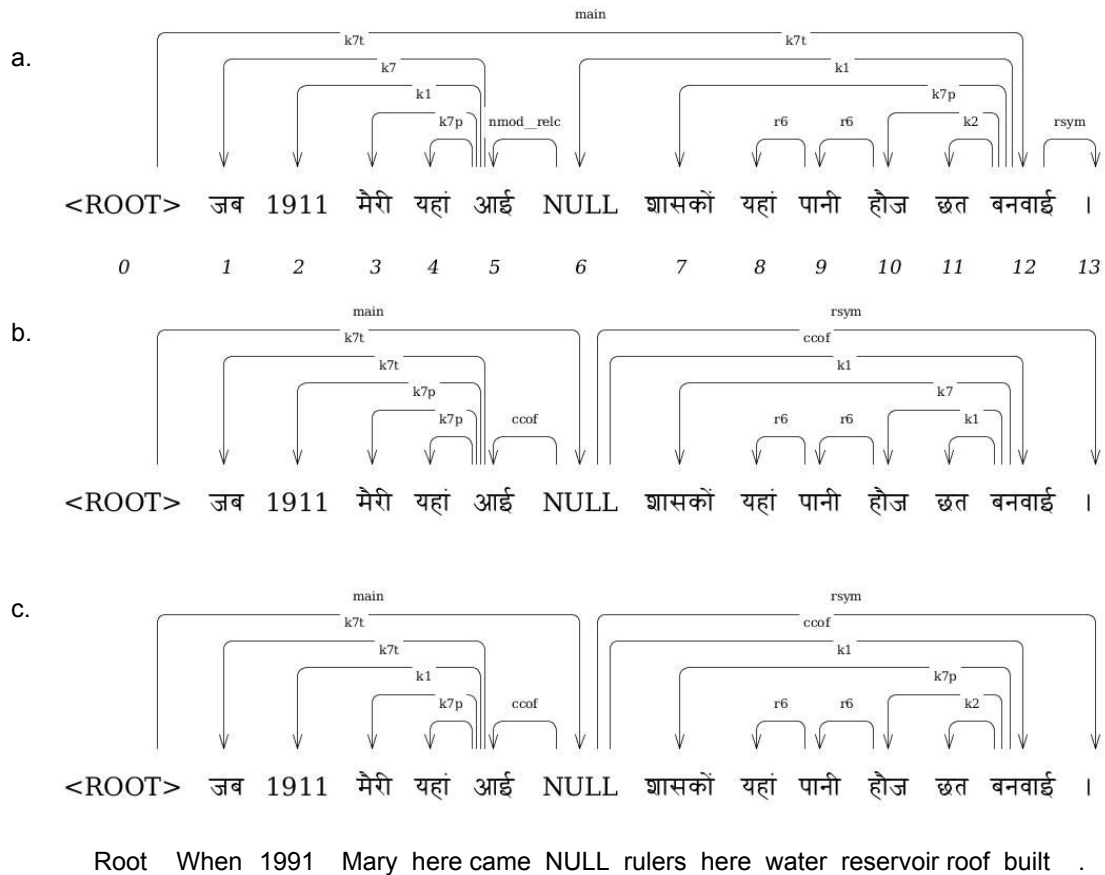 main
a.
k7t k7t
k7 k1
k1 k7p
k7p nmod__relc r6 r6 k2 rsym
<ROOT> जब 1911 मैरी यहां आई NULL शासकों यहां पानी हौज छत बनवाई ।
0 1 2 3 4 5 6 7 8 9 10 11 12 13
main rsym
b.
k7t ccof
k7t k1
k7p k7
k7p ccof r6 r6 k1
<ROOT> जब 1911 मैरी यहां आई NULL शासकों यहां पानी हौज छत बनवाई ।
main rsym
c.
k7t ccof
k7t k1
k1 k7p
k7p ccof r6 r6 k2
<ROOT> जब 1911 मैरी यहां आई NULL शासकों यहां पानी हौज छत बनवाई ।
Root When 1991 Mary here came NULL rulers here water reservoir roof built .